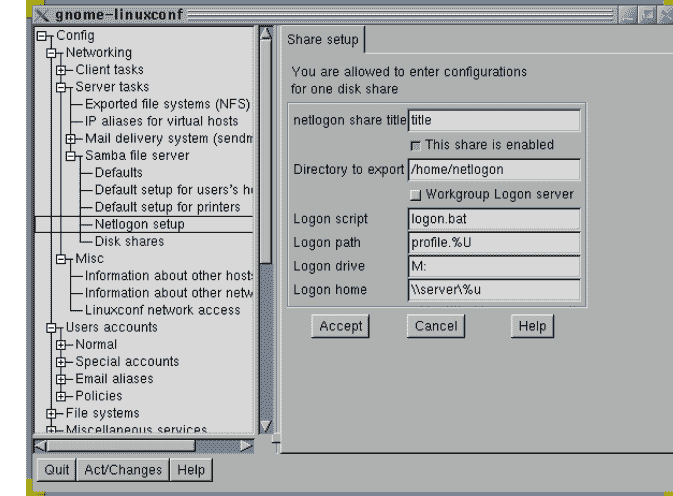 gnome-linuxconf
Config
Networking
Client tasks
Server tasks
Exported file systems (NFS)
IP aliases for virtual hosts
Mail delivery system (sendm
Samba file server
Defaults
Default setup for users's h
Default setup for printers
Netlogon setup
Disk shares
Misc
Information about other host
Information about other netw
Linuxconf network access
Users accounts
Normal
Special accounts
Email aliases
Policies
File systems
Miscellaneous services
Quit Act/Changes Help
Share setup
You are allowed to enter configurations
for one disk share
netlogon share title title
This share is enabled
Directory to export /home/netlogon
Workgroup Logon server
Logon script logon.bat
Logon path profile.%U
Logon drive M:
Logon home \\server\%u
Accept Cancel Help